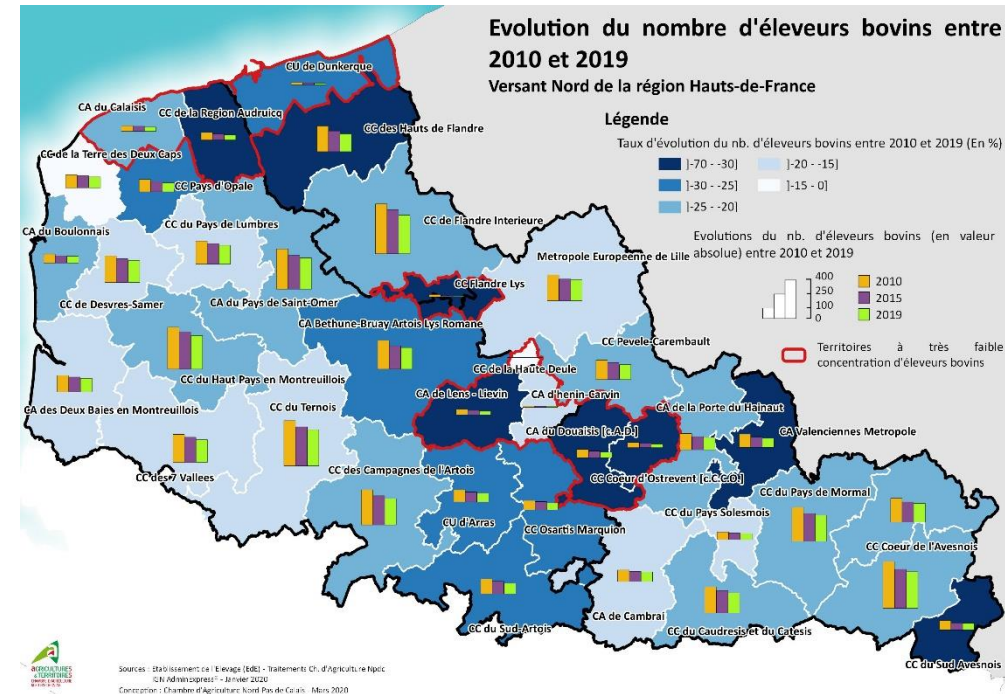 Evolution du nombre d'éleveurs bovins entre
2010 et 2019
Versant Nord de la région Hauts-de-France
Légende
Taux d'évolution du nb. d'éleveurs bovins entre 2010 et 2019 (En %)
]-70 - -30]
]-20 - -15]
]-30 - -25]
]-15 - 0]
]-25 - -20]
Evolutions du nb. d'éleveurs bovins (en valeur
absolue) entre 2010 et 2019
400
250
100
0
2010
2015
2019
Territoires à très faible
concentration d'éleveurs bovins
CU de Dunkerque
CA du Calaisis
CC de la Region Audruicq
CC des Hauts de Flandre
CC de la Terre des Deux Caps
CC Pays d'Opale
CC de Flandre Interieure
CA du Boulonnais
CC du Pays de Lumbres
Metropole Europeenne de Lille
CC Flandre Lys
CC de Desvres-Samer
CA du Pays de Saint-Omer
CA Bethune-Bruay Artois Lys Romane
CC Pevele-Carembault
CC de la Haute Deule
CC du Haut Pays en Montreuillois
CA des Deux Baies en Montreuillois
CA de Lens - Lievin
CA d'henin-Carvin
CA de la Porte du Hainaut
CC du Ternois
CA du Douaisis [c.A.D.]
CA Valenciennes Metropole
CC des 7 Vallees
CC des Campagnes de l'Artois
CC Coeur d'Ostrevent [c.C.C.O.]
CC du Pays de Mormal
CC du Pays Solesmois
CU d'Arras
CC Osartis Marquion
CC Coeur de l'Avesnois
CA de Cambrai
CC du Sud-Artois
CC du Caudresis et du Catesis
CC du Sud Avesnois
AGRICULTURES
& TERRITOIRES
Sources : Etablissement de l'Elevage (EdE) - Traitements Ch. d'Agriculture Npdc
IGN AdminExpress® - Janvier 2020
Conception : Chambre d'Agriculture Nord-Pas de Calais - Mars 2020